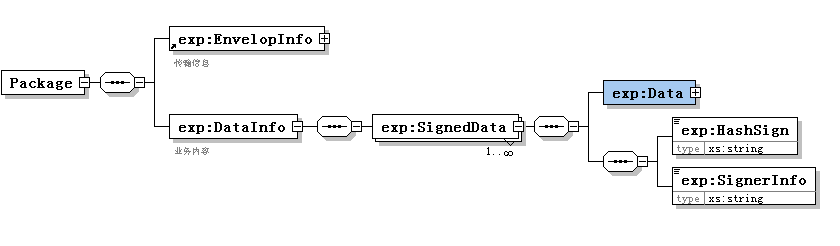 exp:EnvelopInfo
传输信息
Package
exp:Data
exp:DataInfo
exp:SignedData
业务内容
1..∞
exp:HashSign
type xs:string
exp:SignerInfo
type xs:string